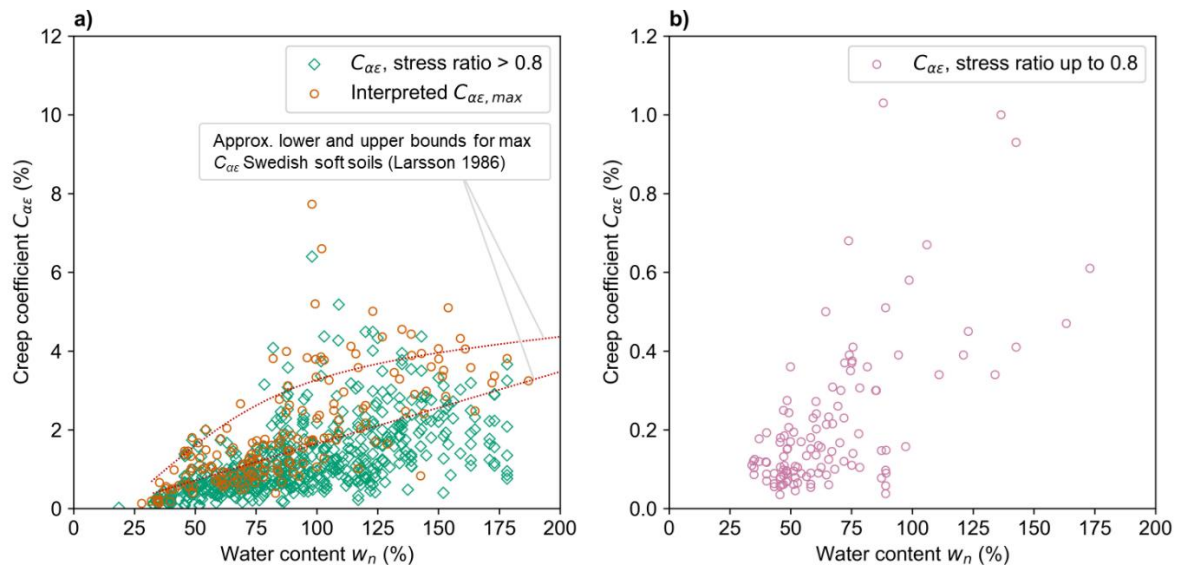 a)
12
10
8
6
4
2
0
Creep coefficient Cαε (%)
Cαε, stress ratio > 0.8
Interpreted Cαε,max
Approx. lower and upper bounds for max
Cαε Swedish soft soils (Larsson 1986)
0 25 50 75 100 125 150 175 200
Water content wn (%)
b)
1.2
1.0
0.8
0.6
0.4
0.2
0.0
Creep coefficient Cαε (%)
Cαε, stress ratio up to 0.8
0 25 50 75 100 125 150 175 200
Water content wn (%)